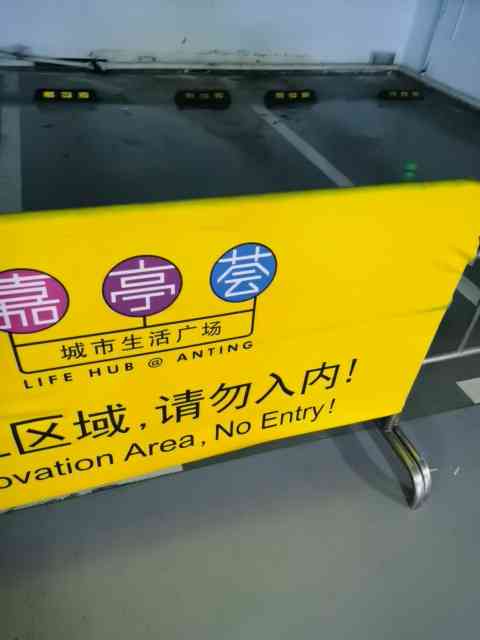 嘉亭荟
城市生活广场
LIFE HUB @ ANTING
区域,请勿入内!
ovation Area, No Entry!